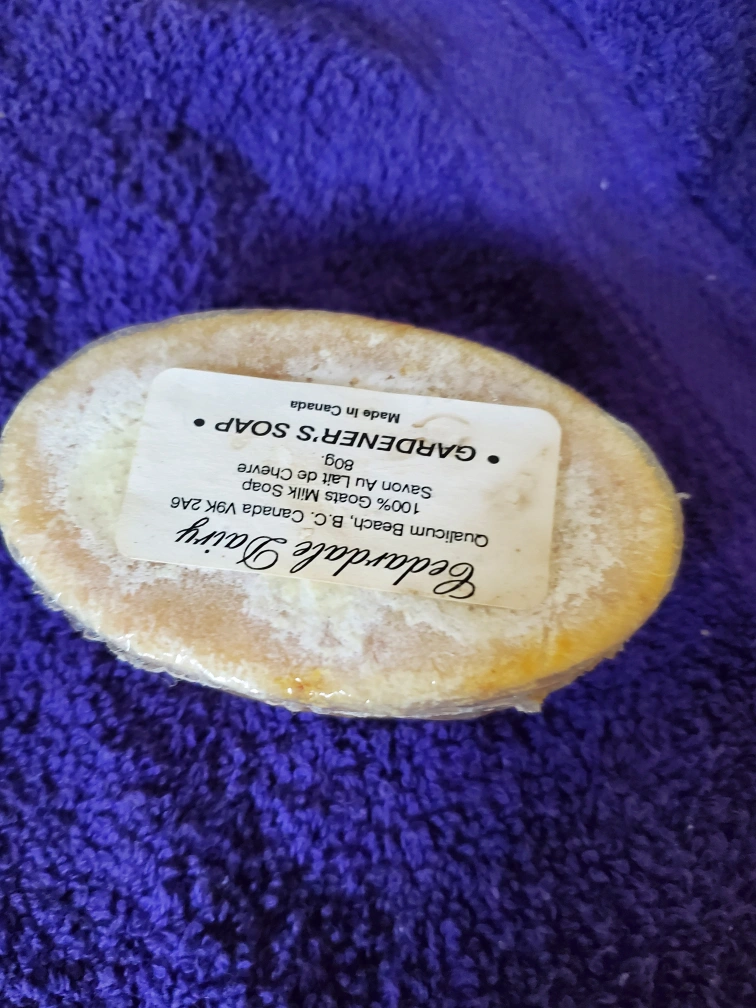 Cedardale Dairy
Qualicum Beach, B.C. Canada V9K 2A6
100% Goats Milk Soap
Savon Au Lait de Chevre
80g.
• GARDENER'S SOAP •
Made In Canada